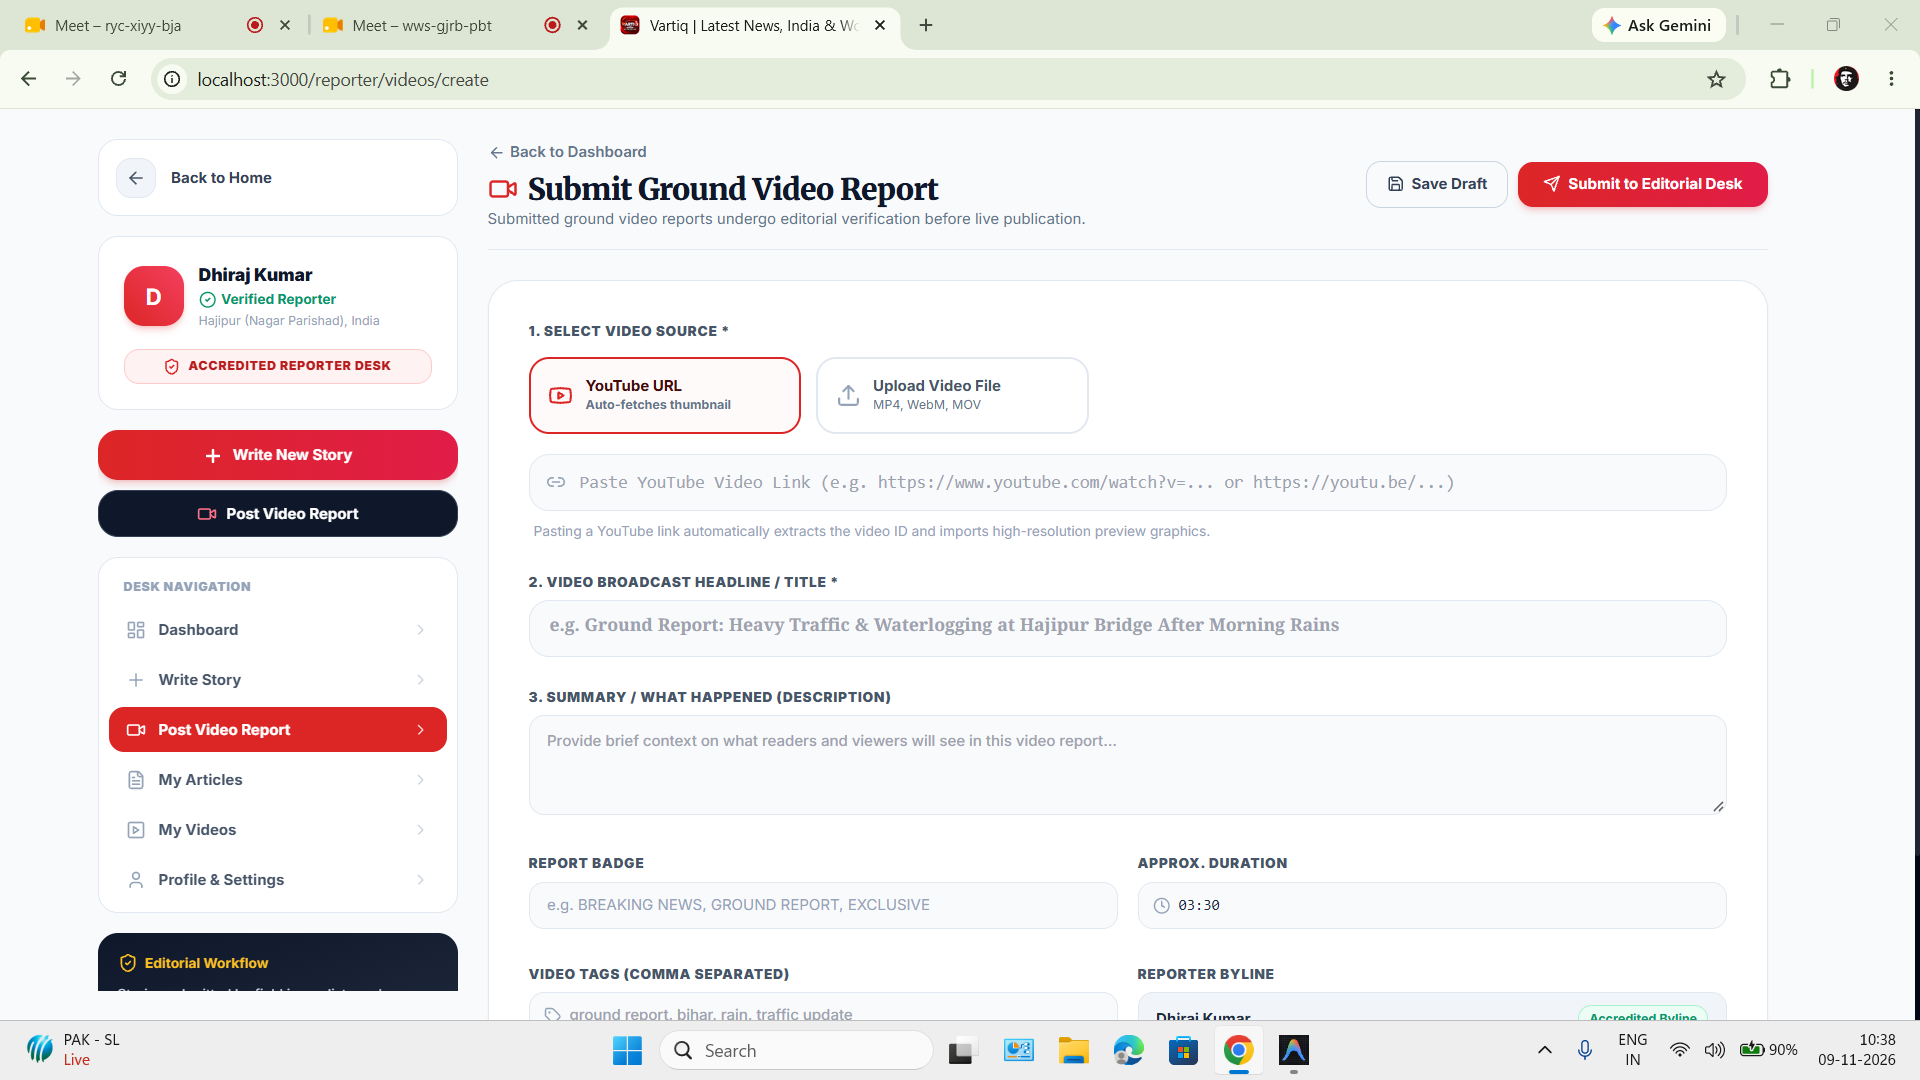 Meet – ryc-xiyy-bja
Meet – wws-gjrb-pbt
Vartiq | Latest News, India & Wo
Ask Gemini
localhost:3000/reporter/videos/create
Back to Home
Dhiraj Kumar
Verified Reporter
Hajipur (Nagar Parishad), India
ACCREDITED REPORTER DESK
Write New Story
Post Video Report
DESK NAVIGATION
Dashboard
Write Story
Post Video Report
My Articles
My Videos
Profile & Settings
Editorial Workflow
Back to Dashboard
Submit Ground Video Report
Submitted ground video reports undergo editorial verification before live publication.
Save Draft
Submit to Editorial Desk
1. SELECT VIDEO SOURCE *
YouTube URL
Auto-fetches thumbnail
Upload Video File
MP4, WebM, MOV
Paste YouTube Video Link (e.g. https://www.youtube.com/watch?v=... or https://youtu.be/...)
Pasting a YouTube link automatically extracts the video ID and imports high-resolution preview graphics.
2. VIDEO BROADCAST HEADLINE / TITLE *
e.g. Ground Report: Heavy Traffic & Waterlogging at Hajipur Bridge After Morning Rains
3. SUMMARY / WHAT HAPPENED (DESCRIPTION)
Provide brief context on what readers and viewers will see in this video report...
REPORT BADGE
e.g. BREAKING NEWS, GROUND REPORT, EXCLUSIVE
APPROX. DURATION
03:30
VIDEO TAGS (COMMA SEPARATED)
ground report, bihar, rain, traffic update
REPORTER BYLINE
Dhiraj Kumar
Accredited Byline
PAK - SL
Live
Search
ENG
IN
90%
10:38
09-11-2026